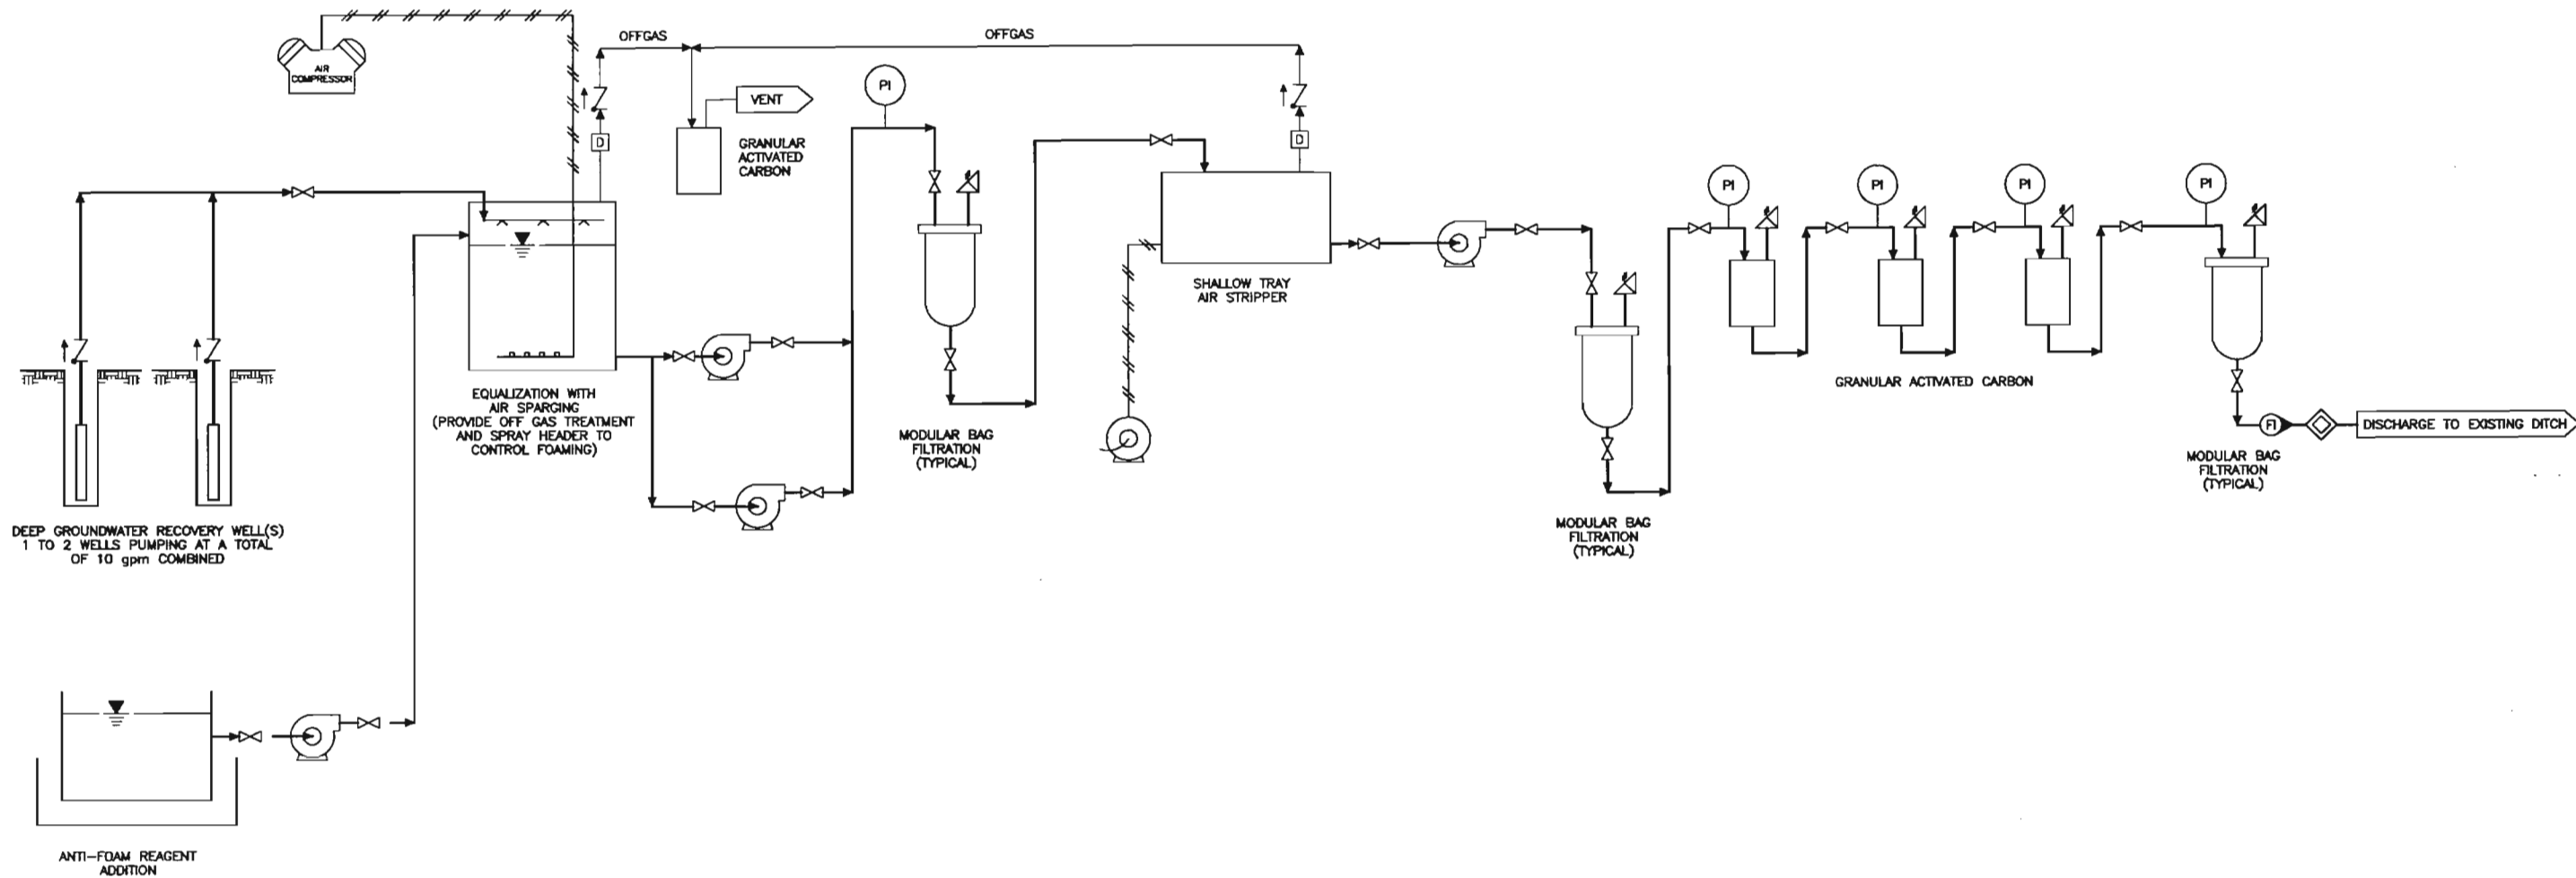 OFFGAS
OFFGAS
AIR
COMPRESSOR
PI
VENT
D
GRANULAR
ACTIVATED
CARBON
D
PI
PI
PI
PI
SHALLOW TRAY
AIR STRIPPER
EQUALIZATION WITH
AIR SPARGING
(PROVIDE OFF GAS TREATMENT
AND SPRAY HEADER TO
CONTROL FOAMING)
GRANULAR ACTIVATED CARBON
MODULAR BAG
FILTRATION
(TYPICAL)
FI
DISCHARGE TO EXISTING DITCH
MODULAR BAG
FILTRATION
(TYPICAL)
DEEP GROUNDWATER RECOVERY WELL(S)
1 TO 2 WELLS PUMPING AT A TOTAL
OF 10 gpm COMBINED
MODULAR BAG
FILTRATION
(TYPICAL)
ANTI-FOAM REAGENT
ADDITION